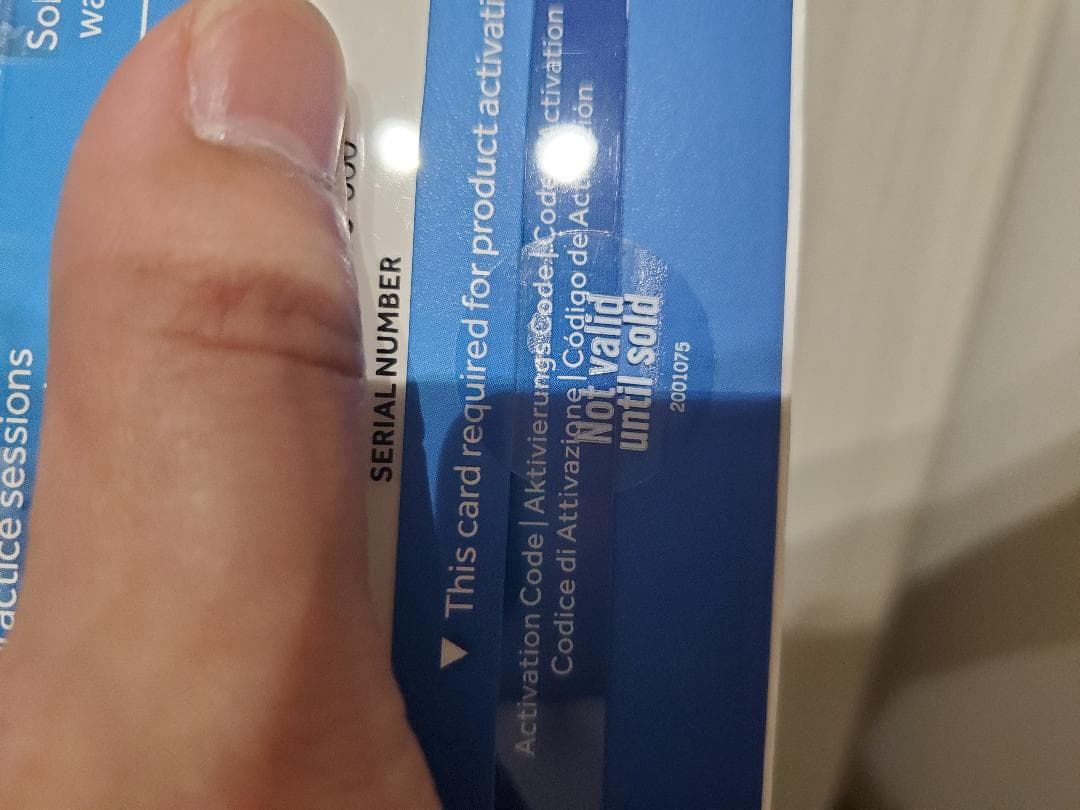 SERIAL NUMBER
This card required for product activati
Activation Code | Aktivierungs-Code | Code Activation
Codice di Attivazione | Código de
Not valid
until sold
2001075
sessions